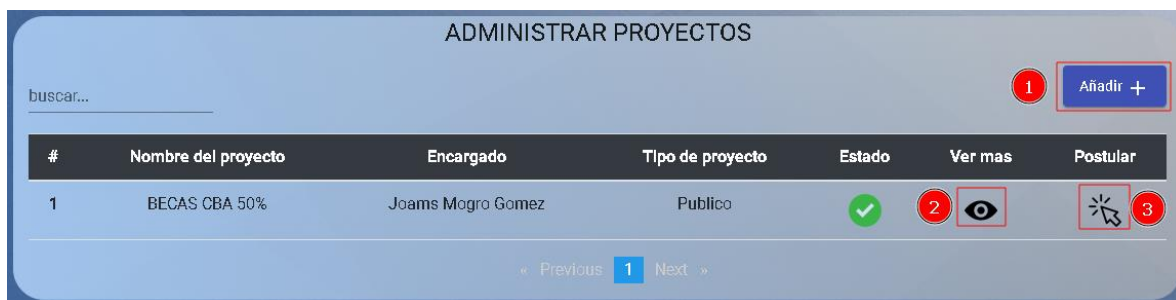 ADMINISTRAR PROYECTOS
buscar...
1 Añadir +
# Nombre del proyecto Encargado TIpo de proyecto Estado Ver mas Postular
1 BECAS CBA 50% Joams Mogro Gomez Publico 2 3
« Previous 1 Next »